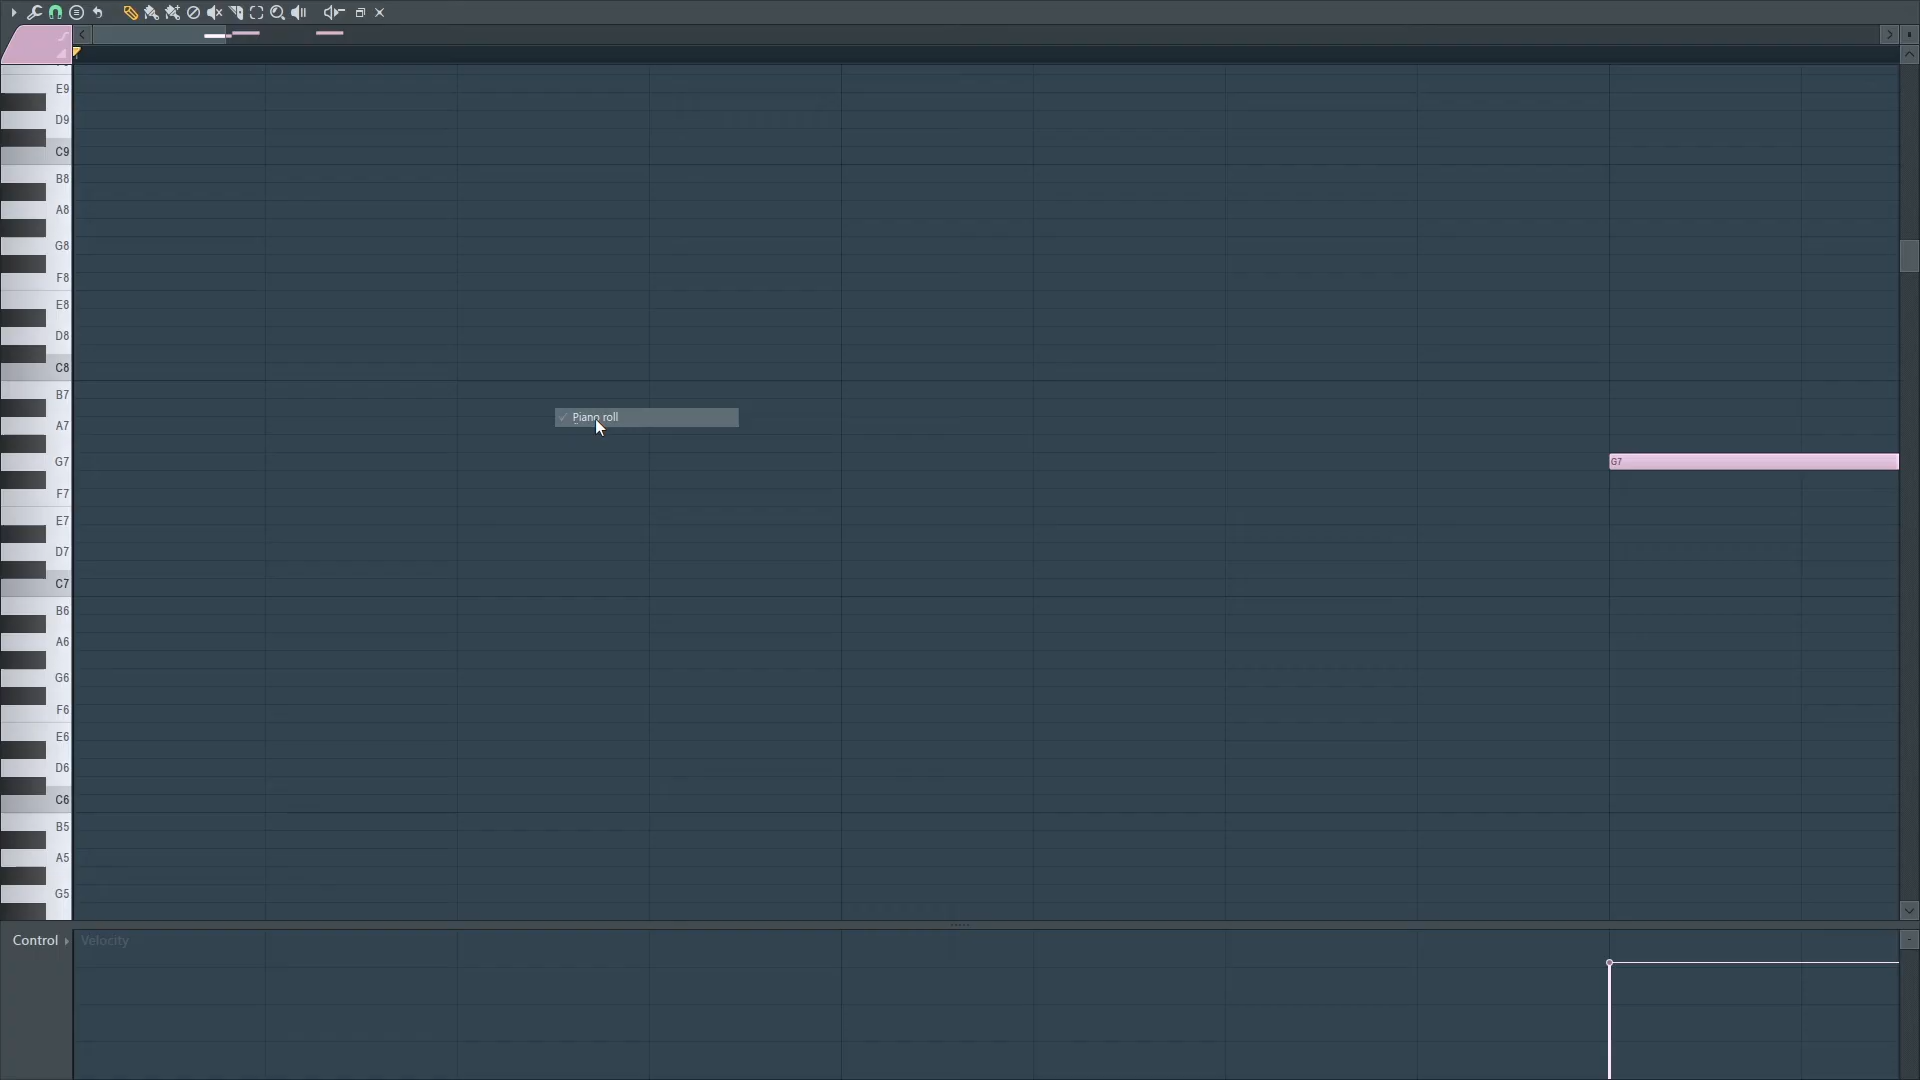 E9
D9
C9
B8
A8
G8
F8
E8
D8
C8
B7
Piano roll
A7
G7
G7
F7
E7
D7
C7
B6
A6
G6
F6
E6
D6
C6
B5
A5
G5
Control
Velocity